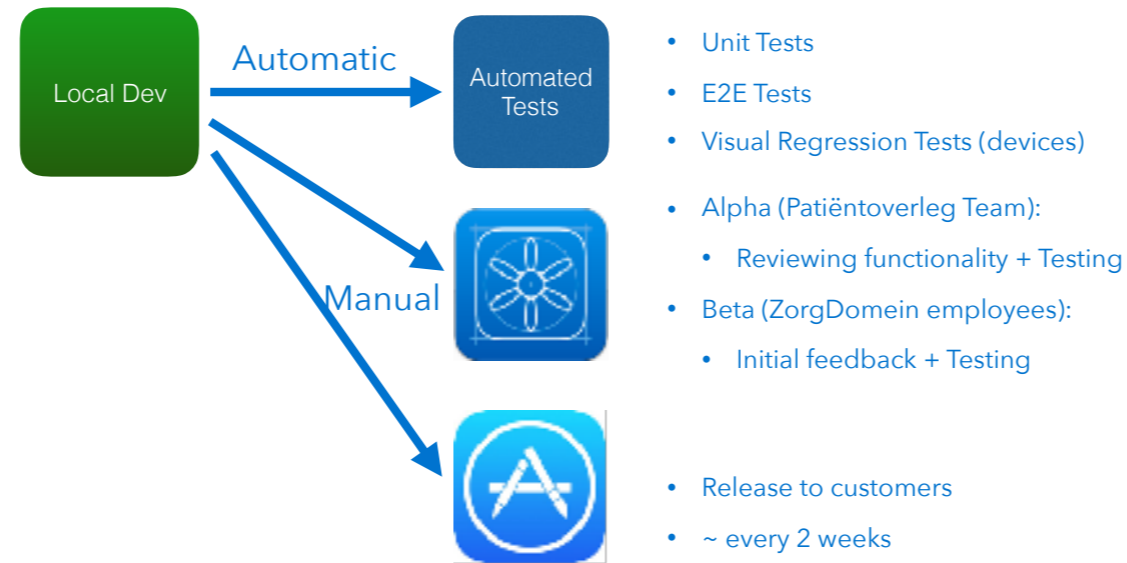 Local Dev
Automatic
Automated
Tests
• Unit Tests
• E2E Tests
• Visual Regression Tests (devices)
Manual
• Alpha (Patiëntoverleg Team):
• Reviewing functionality + Testing
• Beta (ZorgDomein employees):
• Initial feedback + Testing
• Release to customers
• ~ every 2 weeks